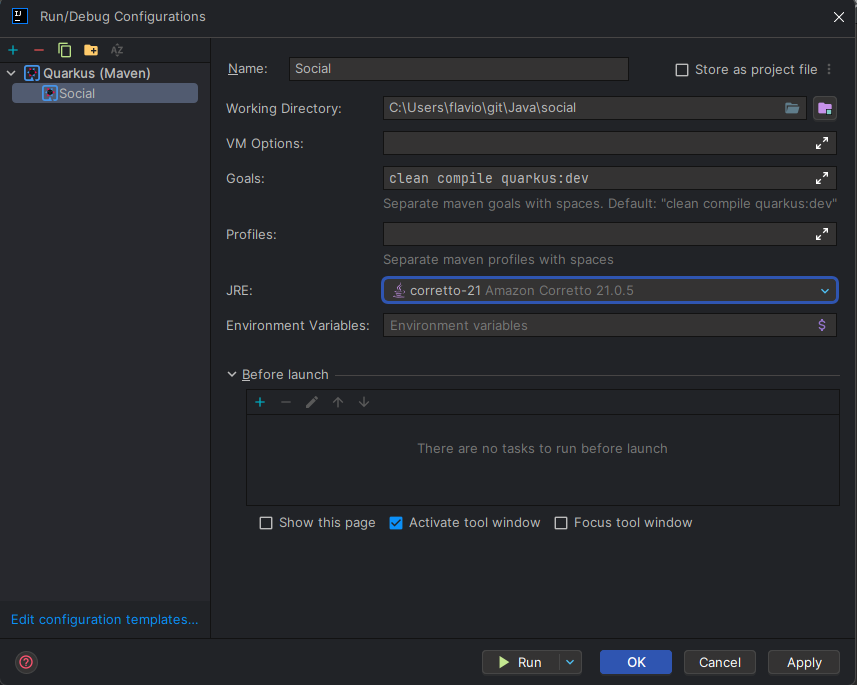 Run/Debug Configurations
Quarkus (Maven)
Social
Name: Social Store as project file
Working Directory: C:\Users\flavio\git\Java\social
VM Options:
Goals: clean compile quarkus:dev
Separate maven goals with spaces. Default: "clean compile quarkus:dev"
Profiles:
Separate maven profiles with spaces
JRE: corretto-21 Amazon Corretto 21.0.5
Environment Variables: Environment variables $
Before launch
There are no tasks to run before launch
Show this page Activate tool window Focus tool window
Edit configuration templates...
? Run OK Cancel Apply